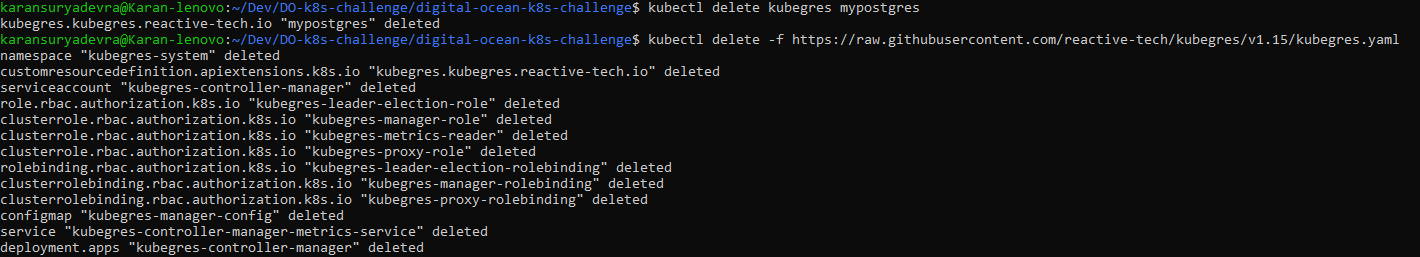 karansuryadevra@Karan-lenovo:~/Dev/DO-k8s-challenge/digital-ocean-k8s-challenge$ kubectl delete kubegres mypostgres
kubegres.kubegres.reactive-tech.io "mypostgres" deleted
karansuryadevra@Karan-lenovo:~/Dev/DO-k8s-challenge/digital-ocean-k8s-challenge$ kubectl delete -f https://raw.githubusercontent.com/reactive-tech/kubegres/v1.15/kubegres.yaml
namespace "kubegres-system" deleted
customresourcedefinition.apiextensions.k8s.io "kubegres.kubegres.reactive-tech.io" deleted
serviceaccount "kubegres-controller-manager" deleted
role.rbac.authorization.k8s.io "kubegres-leader-election-role" deleted
clusterrole.rbac.authorization.k8s.io "kubegres-manager-role" deleted
clusterrole.rbac.authorization.k8s.io "kubegres-metrics-reader" deleted
clusterrole.rbac.authorization.k8s.io "kubegres-proxy-role" deleted
rolebinding.rbac.authorization.k8s.io "kubegres-leader-election-rolebinding" deleted
clusterrolebinding.rbac.authorization.k8s.io "kubegres-manager-rolebinding" deleted
clusterrolebinding.rbac.authorization.k8s.io "kubegres-proxy-rolebinding" deleted
configmap "kubegres-manager-config" deleted
service "kubegres-controller-manager-metrics-service" deleted
deployment.apps "kubegres-controller-manager" deleted